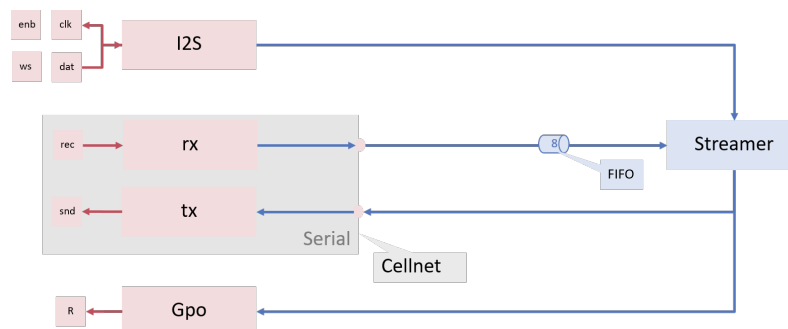 enb clk
I2S
ws dat
rec
rx
8
Streamer
FIFO
snd
tx
Serial
Cellnet
R
Gpo